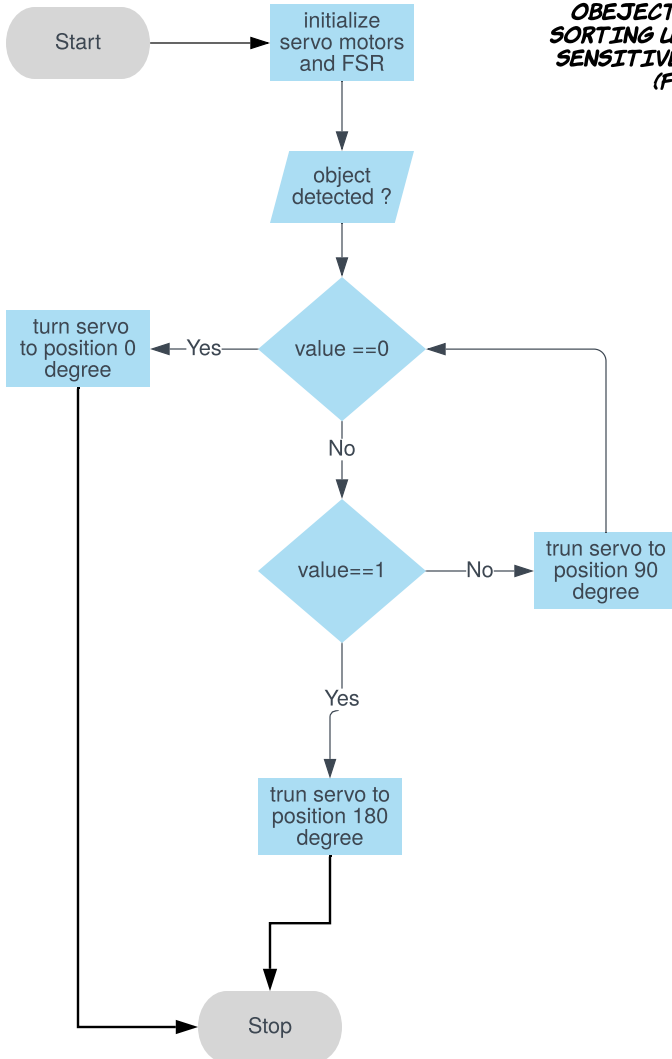 Start
initialize
servo motors
and FSR
OBEJECT
SORTING
SENSITIVE
object
detected ?
turn servo
to position 0
degree
Yes
value ==0
No
value==1
No
trun servo to
position 90
degree
Yes
trun servo to
position 180
degree
Stop